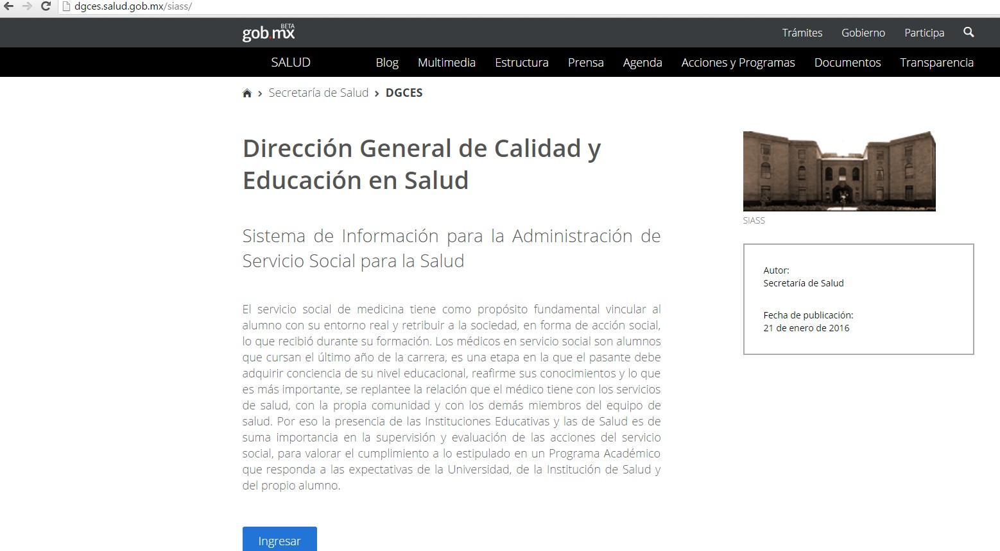 dgces.salud.gob.mx/siass/
gob.mx BETA
Trámites Gobierno Participa
SALUD Blog Multimedia Estructura Prensa Agenda Acciones y Programas Documentos Transparencia
Secretaría de Salud DGCES
Dirección General de Calidad y
Educación en Salud
Sistema de Información para la Administración de
Servicio Social para la Salud
El servicio social de medicina tiene como propósito fundamental vincular al
alumno con su entorno real y retribuir a la sociedad, en forma de acción social,
lo que recibió durante su formación. Los médicos en servicio social son alumnos
que cursan el último año de la carrera, es una etapa en la que el pasante debe
adquirir conciencia de su nivel educacional, reafirme sus conocimientos y lo que
es más importante, se replantee la relación que el médico tiene con los servicios
de salud, con la propia comunidad y con los demás miembros del equipo de
salud. Por eso la presencia de las Instituciones Educativas y las de Salud es de
suma importancia en la supervisión y evaluación de las acciones del servicio
social, para valorar el cumplimiento a lo estipulado en un Programa Académico
que responda a las expectativas de la Universidad, de la Institución de Salud y
del propio alumno.
Ingresar
SIASS
Autor:
Secretaría de Salud
Fecha de publicación:
21 de enero de 2016